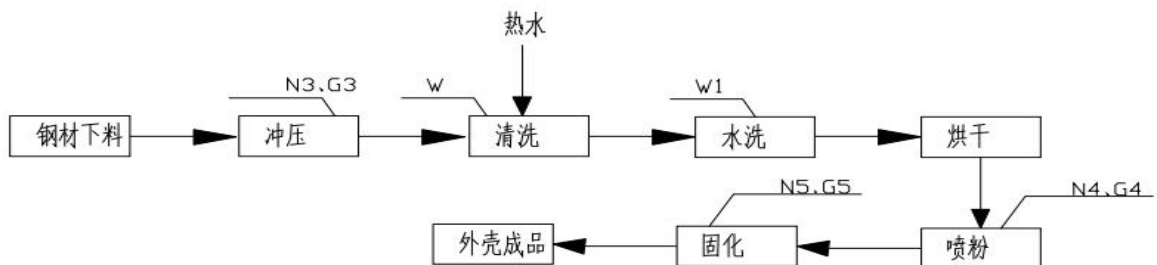 热水
N3、G3
W
W1
钢材下料
冲压
清洗
水洗
烘干
N5、G5
N4、G4
外壳成品
固化
喷粉